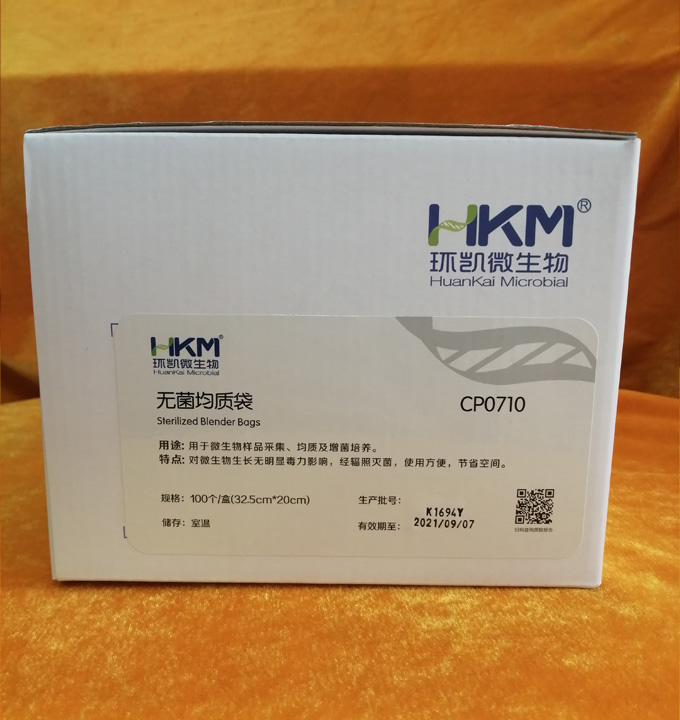 HKM®
环凯微生物
HuanKai Microbial
HKM®
环凯微生物
HuanKai Microbial
无菌均质袋
CP0710
Sterilized Blender Bags
用途：用于微生物样品采集、均质及增菌培养。
特点：对微生物生长无明显毒力影响，经辐照灭菌，使用方便，节省空间。
规格：100个/盒(32.5cm*20cm)
生产批号：
K1694Y
储存：室温
有效期至：
2021/09/07